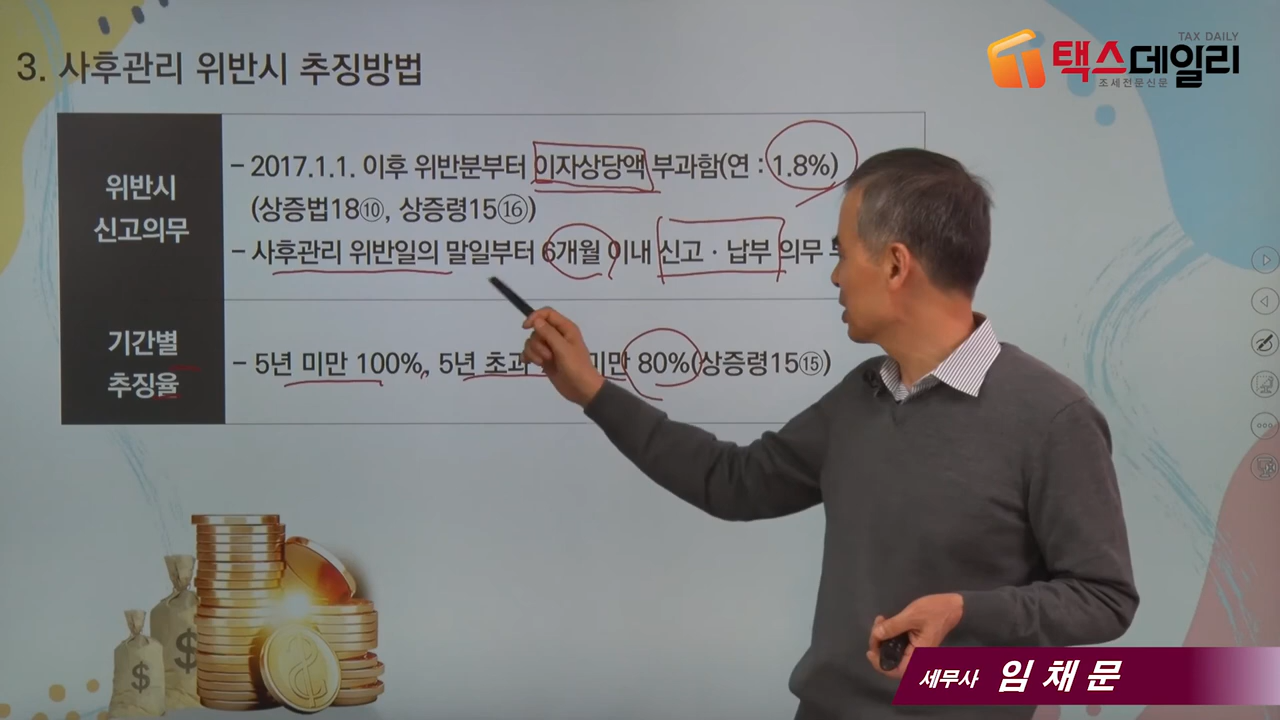 3. 사후관리 위반시 추징방법
TAX DAILY
택스데일리
조세전문신문
위반시
신고의무
– 2017.1.1. 이후 위반분부터 이자상당액 부과함(연 : 1.8%)
(상증법18⑩, 상증령15⑯)
– 사후관리 위반일의 말일부터 6개월 이내 신고 · 납부 의무
기간별
추징율
– 5년 미만 100%, 5년 초과 미만 80%(상증령15⑮)
세무사 임채문